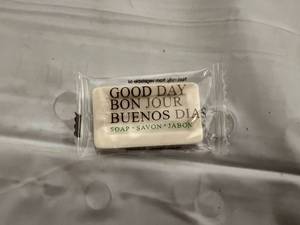 GOOD DAY
BON JOUR
BUENOS DIAS
SOAP * SAVON * JABON